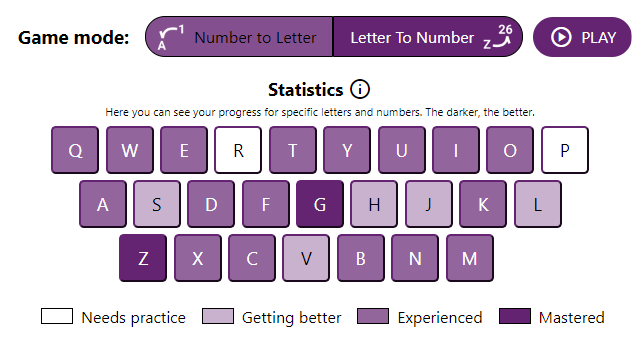 Game mode: 1 A Number to Letter Letter To Number Z 26 PLAY
Statistics
Here you can see your progress for specific letters and numbers. The darker, the better.
Q W E R T Y U I O P
A S D F G H J K L
Z X C V B N M
Needs practice Getting better Experienced Mastered